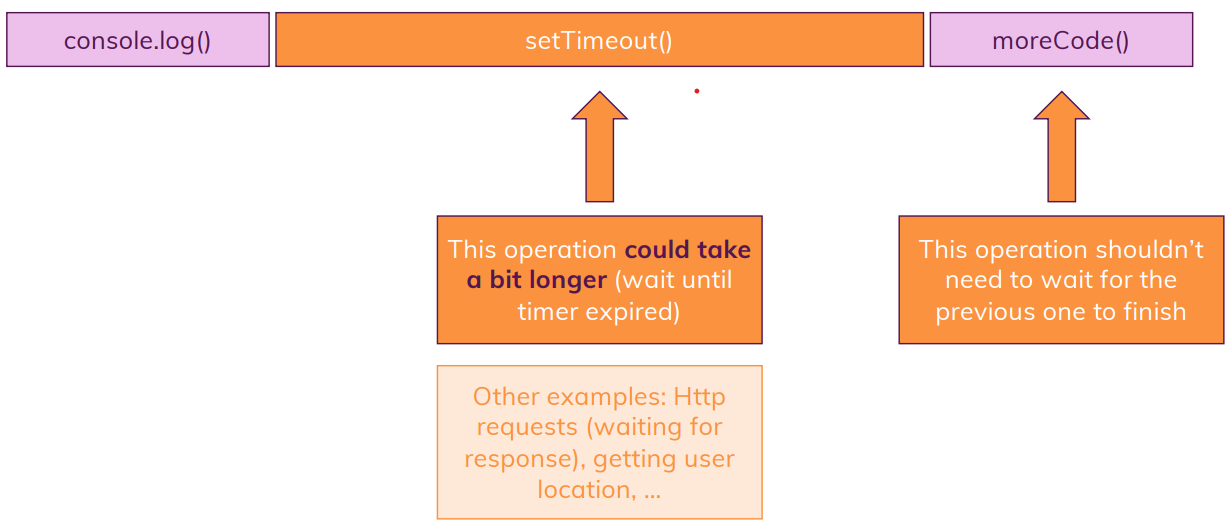 console.log()
setTimeout()
moreCode()
This operation could take
a bit longer (wait until
timer expired)
This operation shouldn’t
need to wait for the
previous one to finish
Other examples: Http
requests (waiting for
response), getting user
location, …